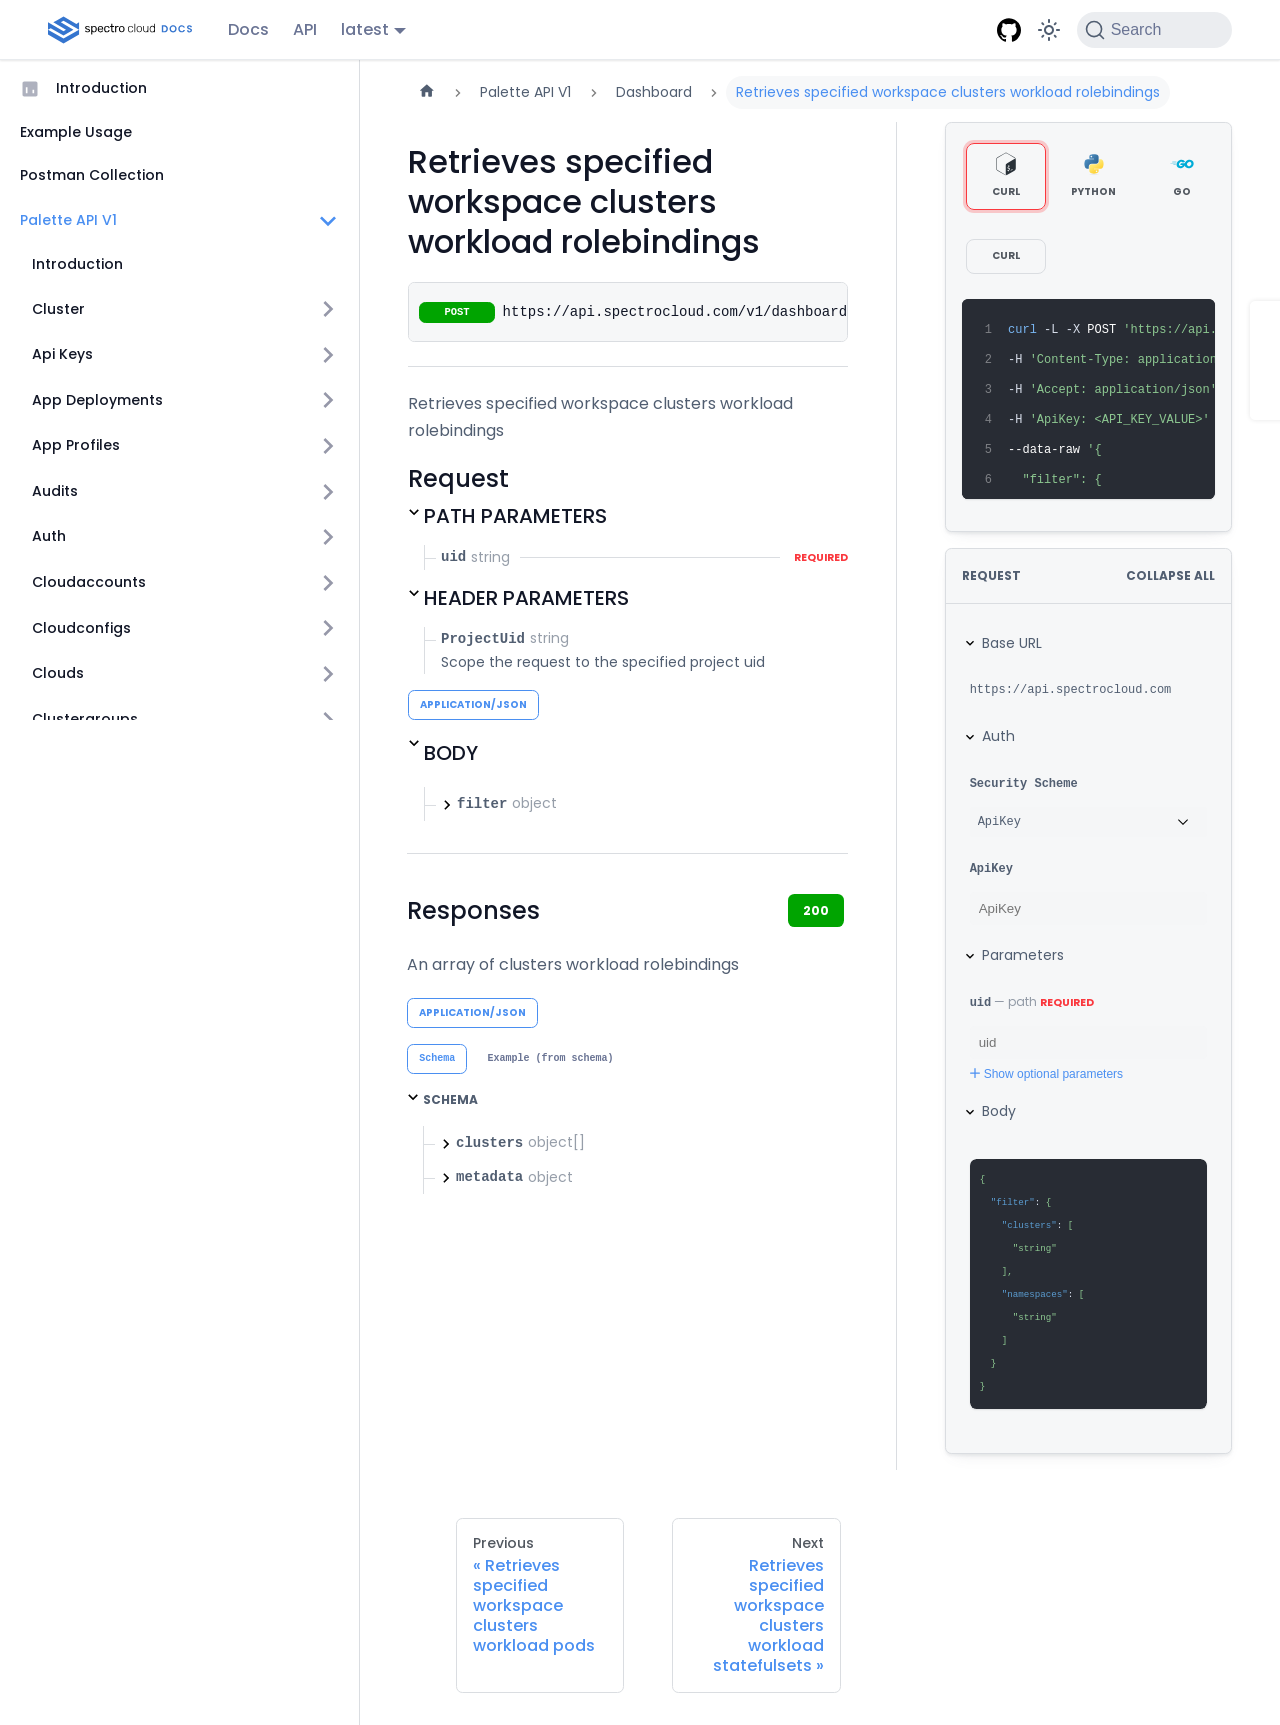 spectro cloud DOCS
Docs
API
latest
Search
Introduction
Example Usage
Postman Collection
Palette API V1
Introduction
Cluster
Api Keys
App Deployments
App Profiles
Audits
Auth
Cloudaccounts
Cloudconfigs
Clouds
Clustergroups
Palette API V1
Dashboard
Retrieves specified workspace clusters workload rolebindings
Retrieves specified
workspace clusters
workload rolebindings
POST https://api.spectrocloud.com/v1/dashboard
Retrieves specified workspace clusters workload
rolebindings
Request
PATH PARAMETERS
uid string REQUIRED
HEADER PARAMETERS
ProjectUid string
Scope the request to the specified project uid
APPLICATION/JSON
BODY
filter object
Responses
200
An array of clusters workload rolebindings
APPLICATION/JSON
Schema
Example (from schema)
SCHEMA
clusters object[]
metadata object
CURL
PYTHON
GO
CURL
1 curl -L -X POST 'https://api.
2 -H 'Content-Type: application
3 -H 'Accept: application/json'
4 -H 'ApiKey: <API_KEY_VALUE>'
5 --data-raw '{
6 "filter": {
REQUEST
COLLAPSE ALL
Base URL
https://api.spectrocloud.com
Auth
Security Scheme
ApiKey
ApiKey
ApiKey
Parameters
uid — path REQUIRED
uid
Show optional parameters
Body
{
"filter": {
"clusters": [
"string"
],
"namespaces": [
"string"
]
}
}
Previous
« Retrieves
specified
workspace
clusters
workload pods
Next
Retrieves
specified
workspace
clusters
workload
statefulsets »